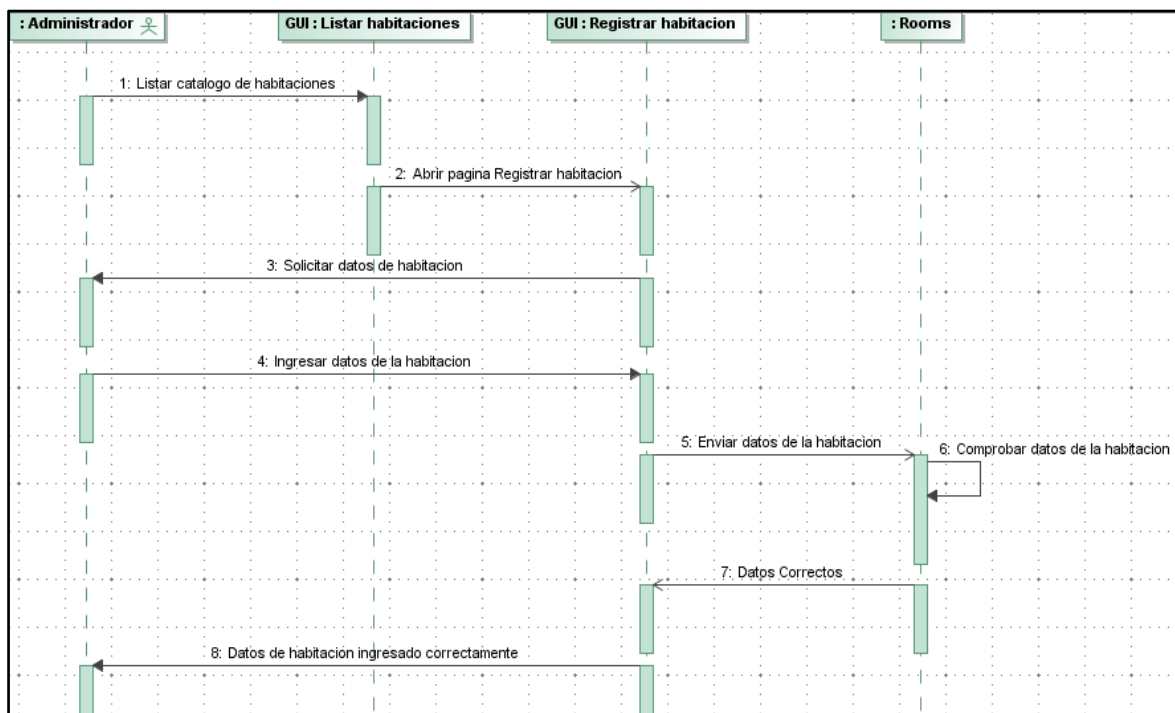 : Administrador
GUI : Listar habitaciones
GUI : Registrar habitacion
: Rooms
1: Listar catalogo de habitaciones
2: Abrir pagina Registrar habitacion
3: Solicitar datos de habitacion
4: Ingresar datos de la habitacion
5: Enviar datos de la habitacion
6: Comprobar datos de la habitacion
7: Datos Correctos
8: Datos de habitacion ingresado correctamente